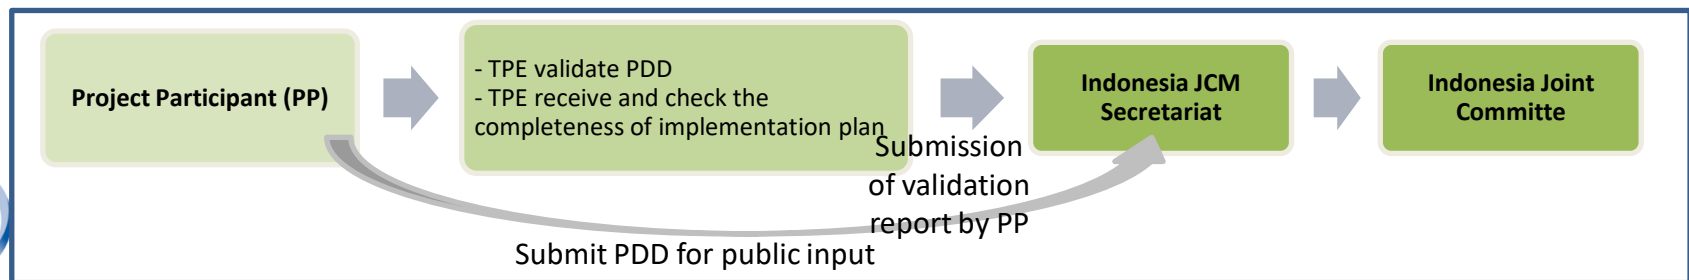 Project Participant (PP)
- TPE validate PDD
- TPE receive and check the
completeness of implementation plan
Indonesia JCM
Secretariat
Indonesia Joint
Committe
Submission
of validation
report by PP
Submit PDD for public input